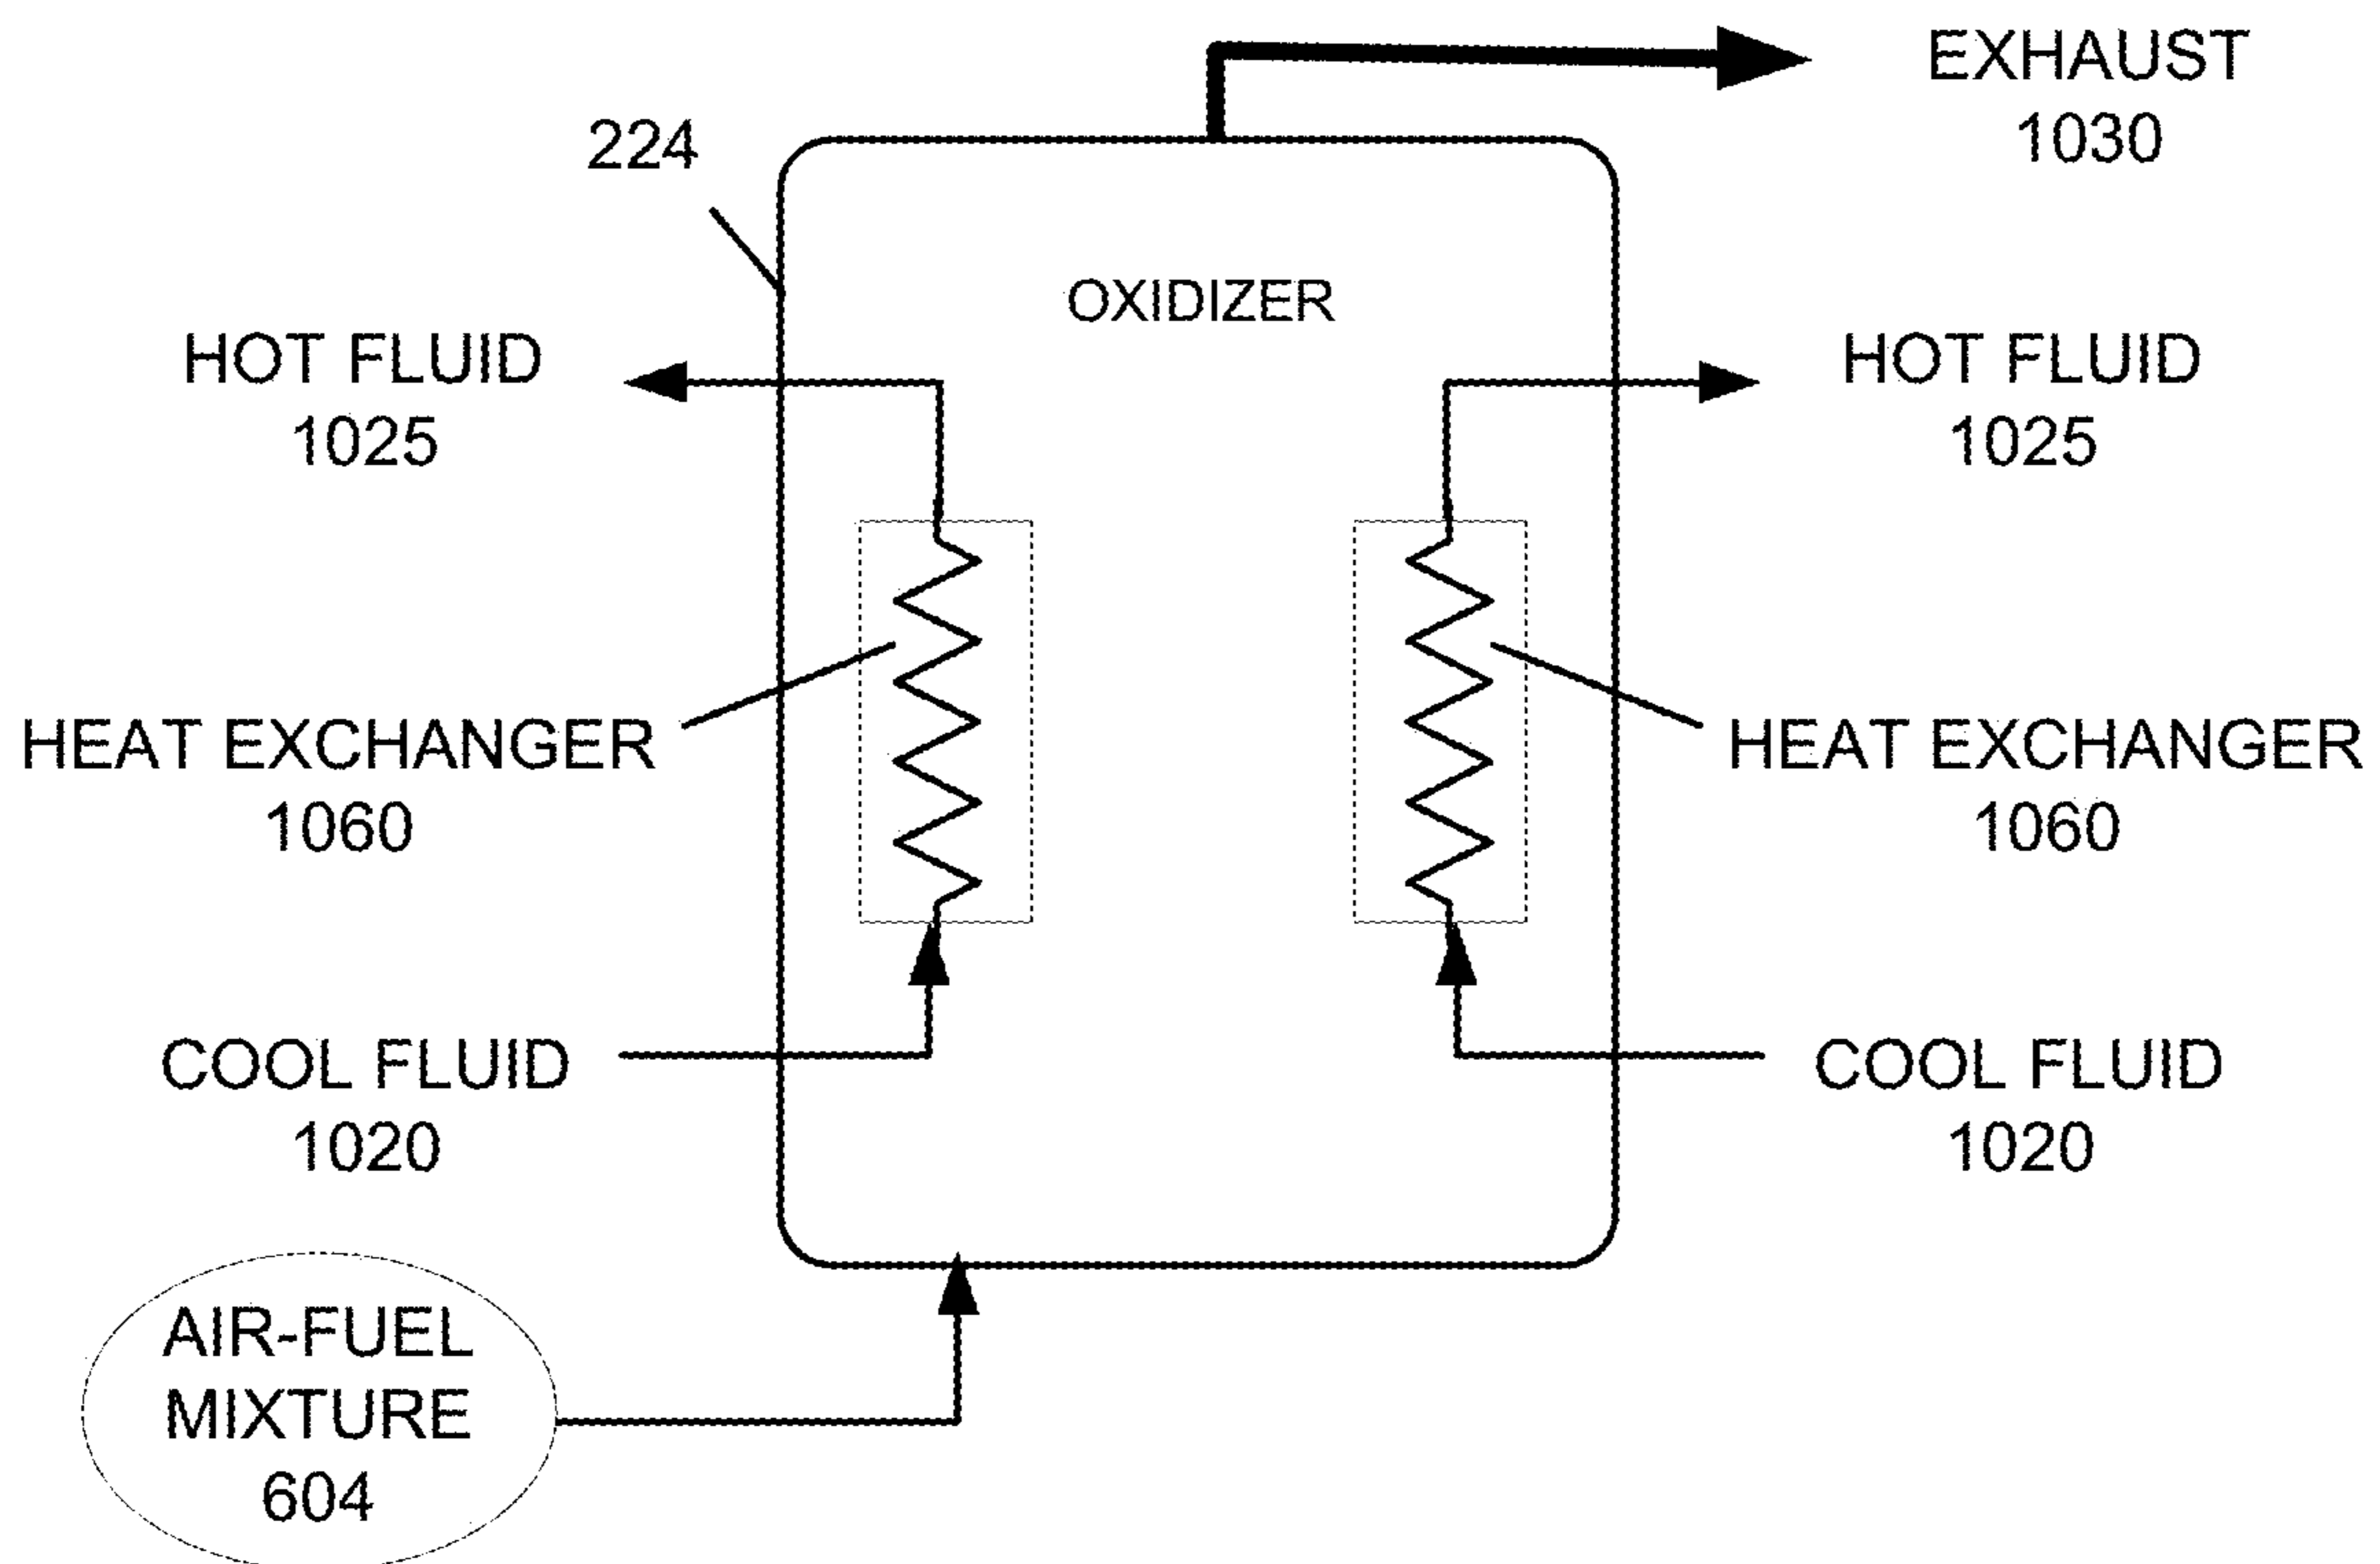 EXHAUST
1030
224
OXIDIZER
HOT FLUID
1025
HOT FLUID
1025
HEAT EXCHANGER
1060
HEAT EXCHANGER
1060
COOL FLUID
1020
COOL FLUID
1020
AIR-FUEL
MIXTURE
604